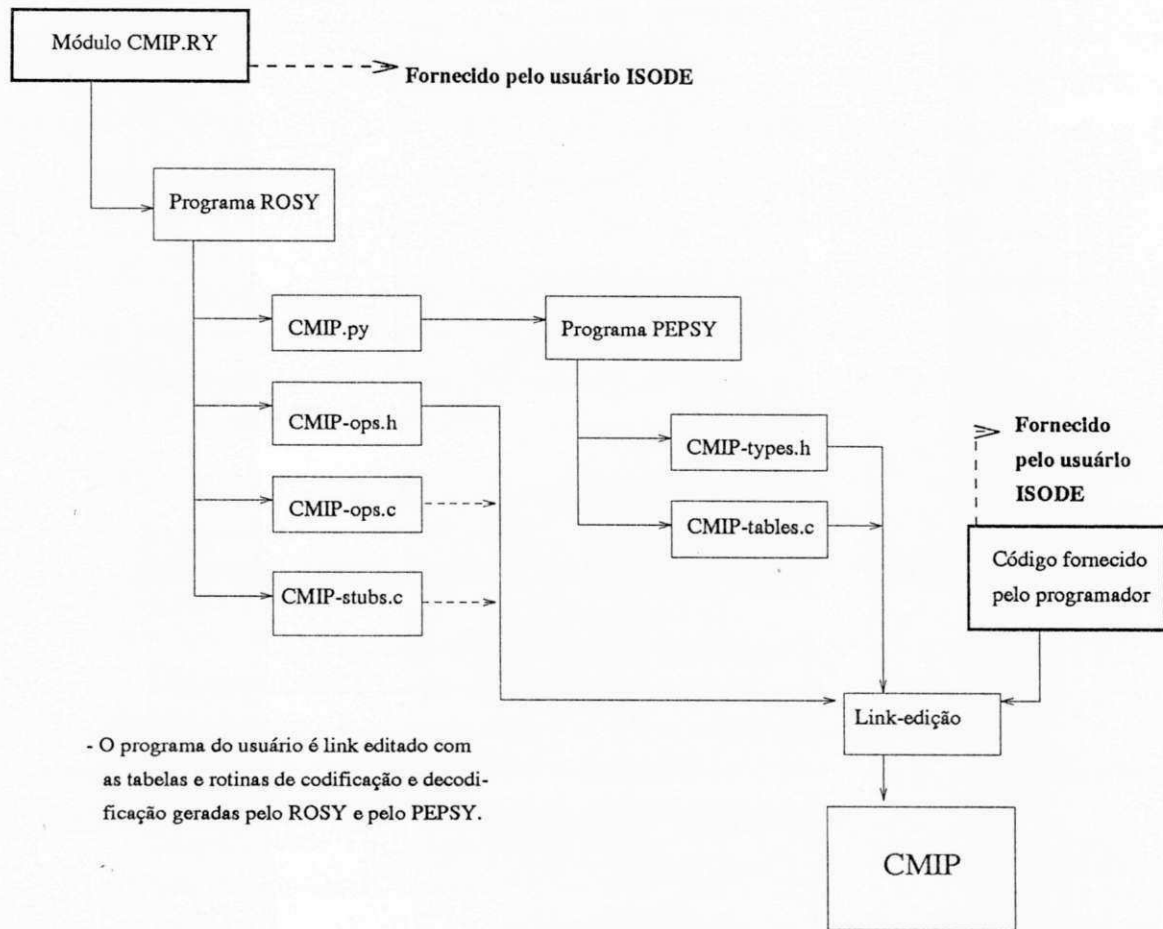 Módulo CMIP.RY
Fornecido pelo usuário ISODE
Programa ROSY
CMIP.py
Programa PEPSY
CMIP-ops.h
CMIP-types.h
CMIP-ops.c
CMIP-tables.c
CMIP-stubs.c
Fornecido
pelo usuário
ISODE
Código fornecido
pelo programador
Link-edição
- O programa do usuário é link editado com
as tabelas e rotinas de codificação e decodi-
ficação geradas pelo ROSY e pelo PEPSY.
CMIP